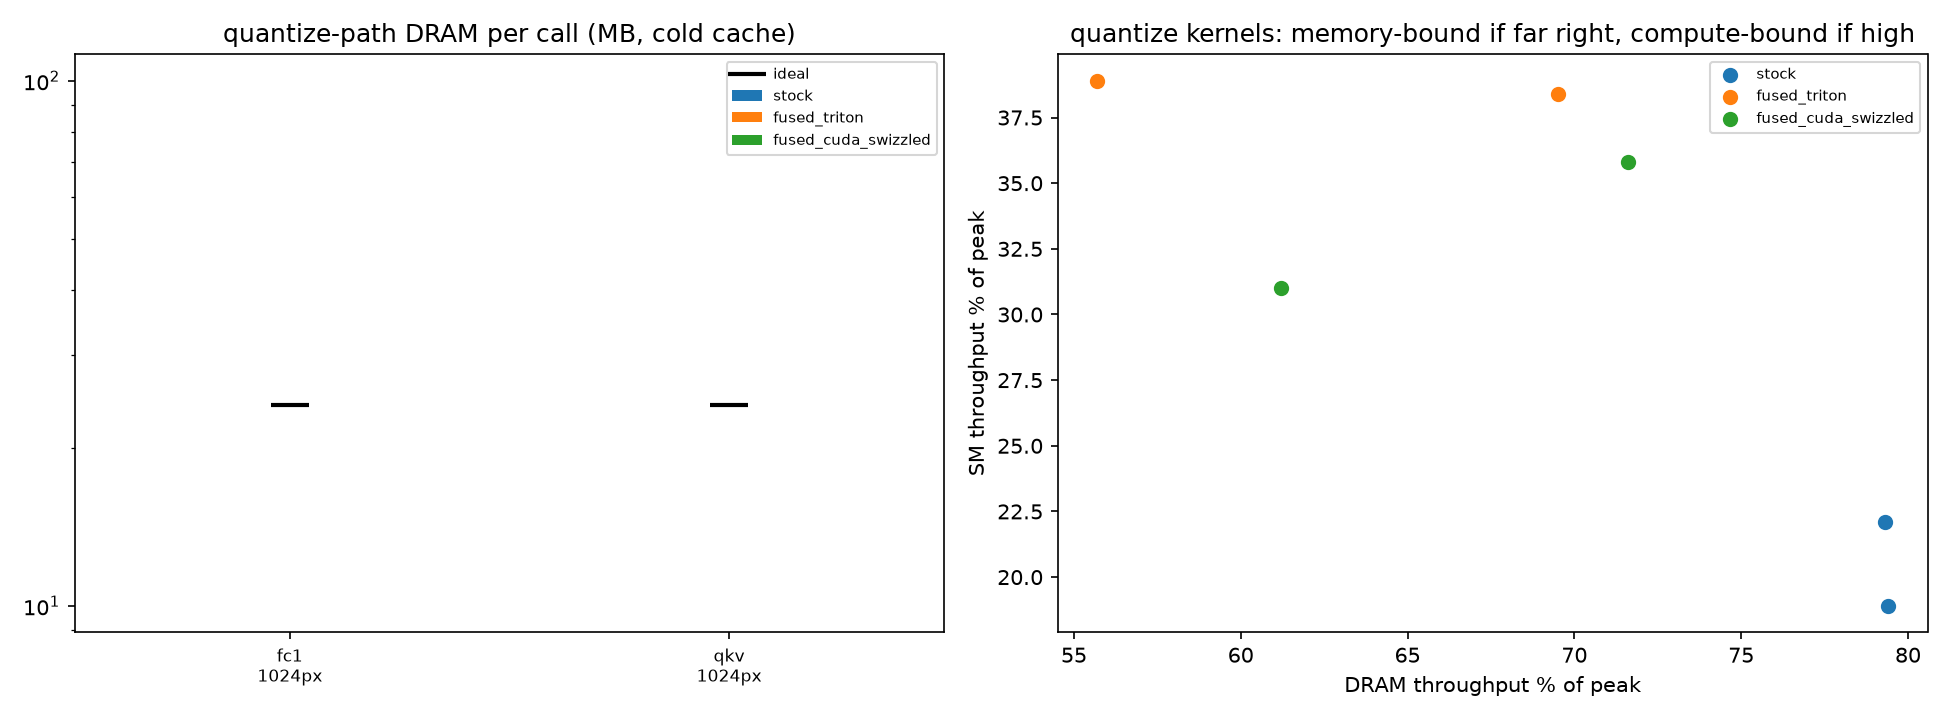 quantize-path DRAM per call (MB, cold cache)
10²
10¹
ideal
stock
fused_triton
fused_cuda_swizzled
fc1
1024px
qkv
1024px
quantize kernels: memory-bound if far right, compute-bound if high
SM throughput % of peak
37.5
35.0
32.5
30.0
27.5
25.0
22.5
20.0
stock
fused_triton
fused_cuda_swizzled
55
60
65
70
75
80
DRAM throughput % of peak